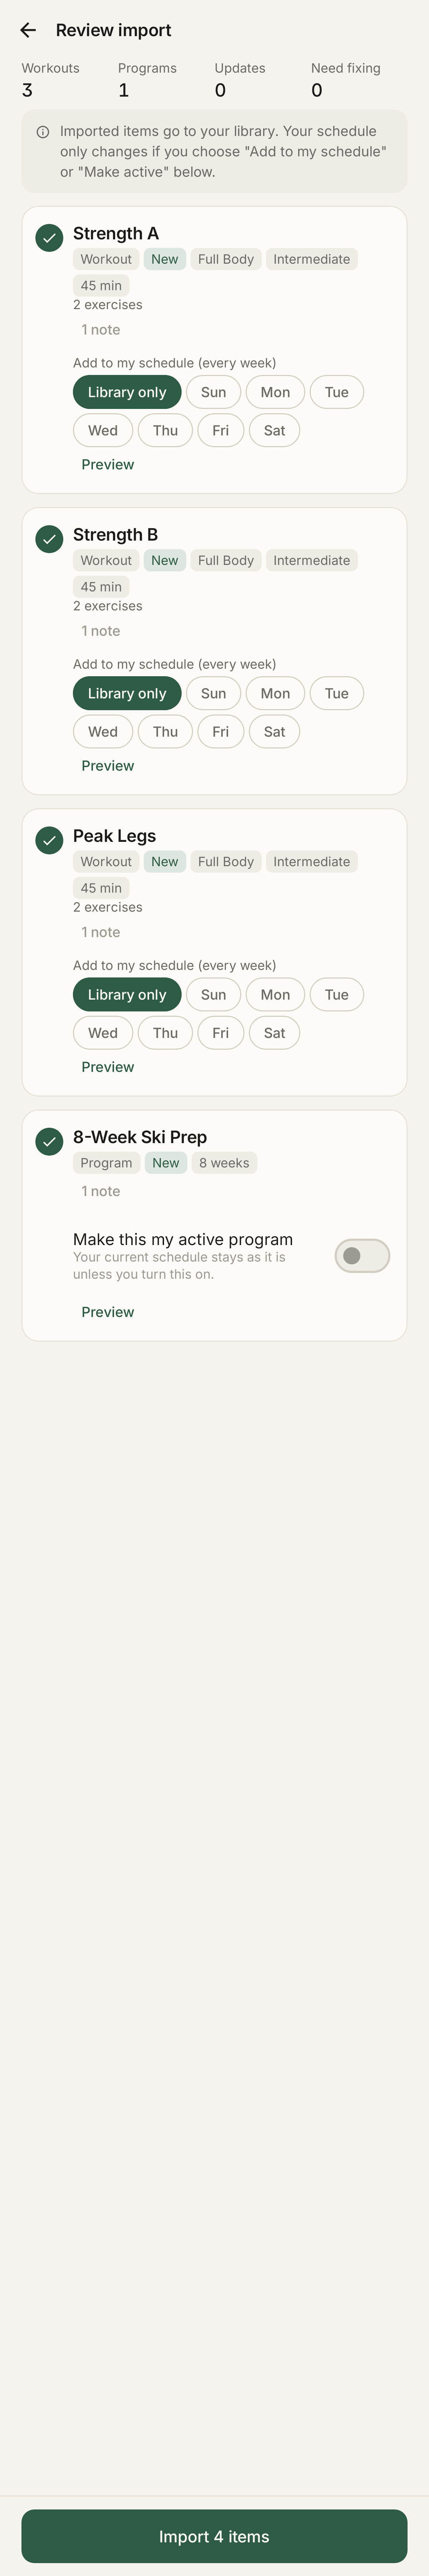 Review import
Workouts Programs Updates Need fixing
3 1 0 0
Imported items go to your library. Your schedule
only changes if you choose "Add to my schedule"
or "Make active" below.
Strength A
Workout New Full Body Intermediate
45 min
2 exercises
1 note
Add to my schedule (every week)
Library only Sun Mon Tue
Wed Thu Fri Sat
Preview
Strength B
Workout New Full Body Intermediate
45 min
2 exercises
1 note
Add to my schedule (every week)
Library only Sun Mon Tue
Wed Thu Fri Sat
Preview
Peak Legs
Workout New Full Body Intermediate
45 min
2 exercises
1 note
Add to my schedule (every week)
Library only Sun Mon Tue
Wed Thu Fri Sat
Preview
8-Week Ski Prep
Program New 8 weeks
1 note
Make this my active program
Your current schedule stays as it is
unless you turn this on.
Preview
Import 4 items